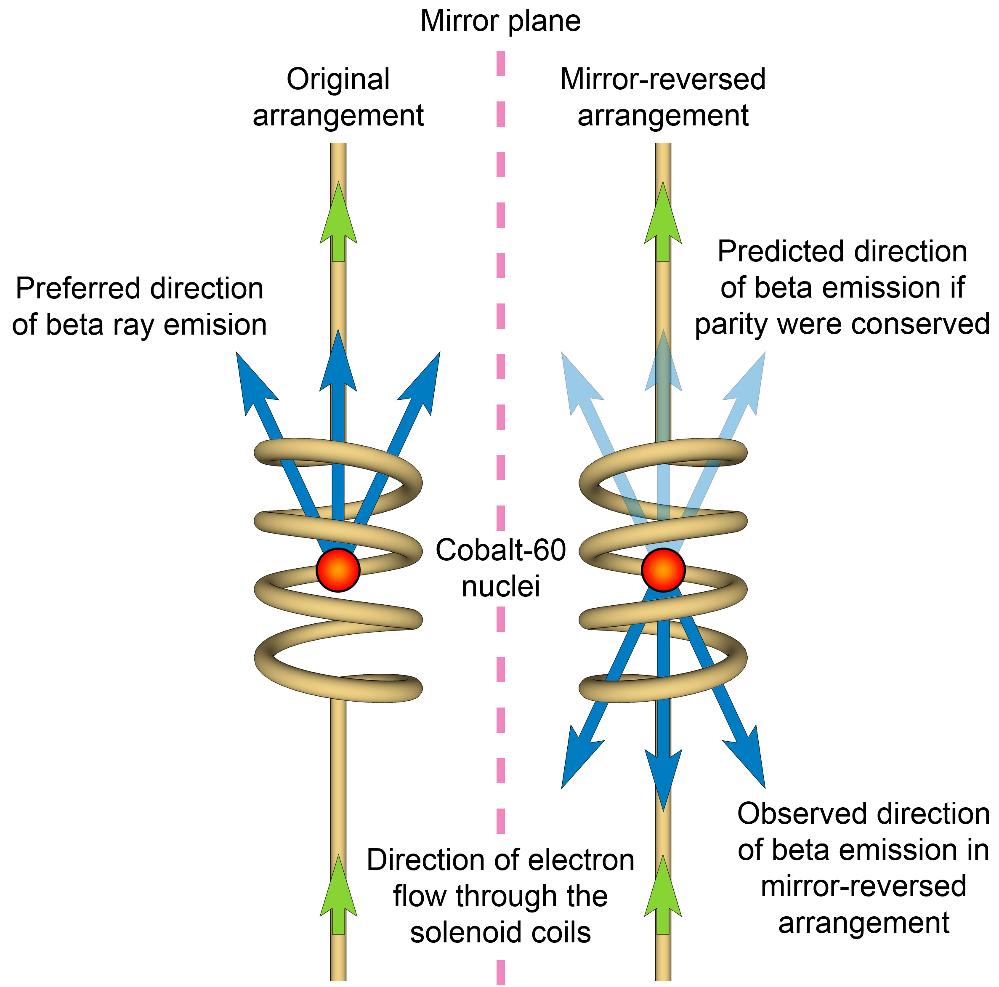 Mirror plane
Original
arrangement
Mirror-reversed
arrangement
Preferred direction
of beta ray emision
Predicted direction
of beta emission if
parity were conserved
Cobalt-60
nuclei
Direction of electron
flow through the
solenoid coils
Observed direction
of beta emission in
mirror-reversed
arrangement